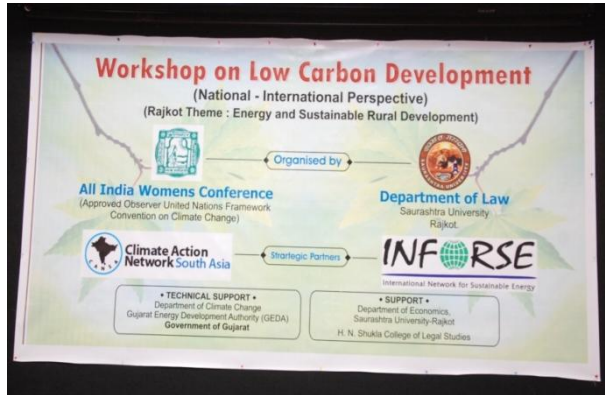 Workshop on Low Carbon Development
(National - International Perspective)
(Rajkot Theme : Energy and Sustainable Rural Development)
Organised by
All India Womens Conference
(Approved Observer United Nations Framework
Convention on Climate Change)
Department of Law
Saurashtra University
Rajkot.
CANSA
Climate Action
Network South Asia
Strartegic Partners
INFORSE
International Network for Sustainable Energy
• TECHNICAL SUPPORT •
Department of Climate Change
Gujarat Energy Development Authority (GEDA)
Government of Gujarat
• SUPPORT •
Department of Economics,
Saurashtra University-Rajkot
H. N. Shukla College of Legal Studies